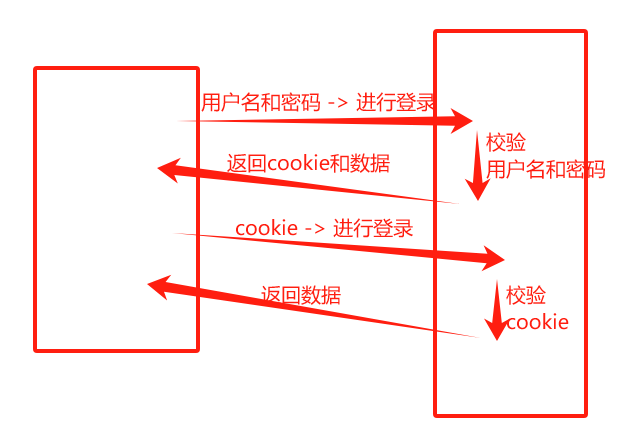 用户名和密码 -> 进行登录
校验
用户名和密码
返回cookie和数据
cookie -> 进行登录
返回数据
校验
cookie